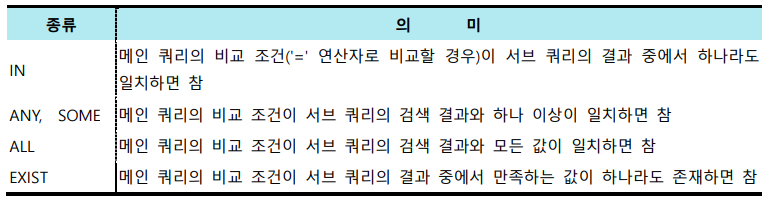 종류 의 미
IN 메인 쿼리의 비교 조건('=' 연산자로 비교할 경우)이 서브 쿼리의 결과 중에서 하나라도
일치하면 참
ANY, SOME 메인 쿼리의 비교 조건이 서브 쿼리의 검색 결과와 하나 이상이 일치하면 참
ALL 메인 쿼리의 비교 조건이 서브 쿼리의 검색 결과와 모든 값이 일치하면 참
EXIST 메인 쿼리의 비교 조건이 서브 쿼리의 결과 중에서 만족하는 값이 하나라도 존재하면 참